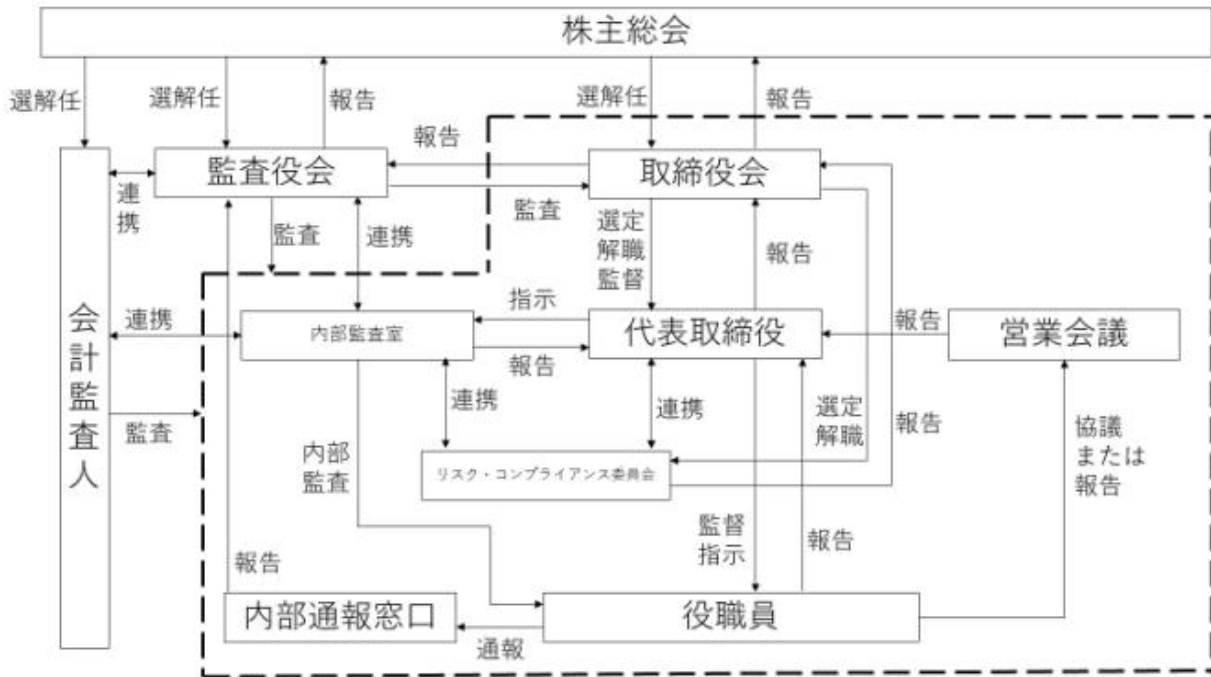 株主総会
選解任
選解任
報告
選解任
報告
報告
監査役会
取締役会
連
携
監査
連携
監査
選定
解職
監督
報告
会
計
監
査
人
連携
内部監査室
指示
報告
代表取締役
報告
営業会議
監査
連携
連携
選定
解職
報告
協議
または
報告
内部
監査
リスク・コンプライアンス委員会
監督
指示
報告
報告
内部通報窓口
通報
役職員